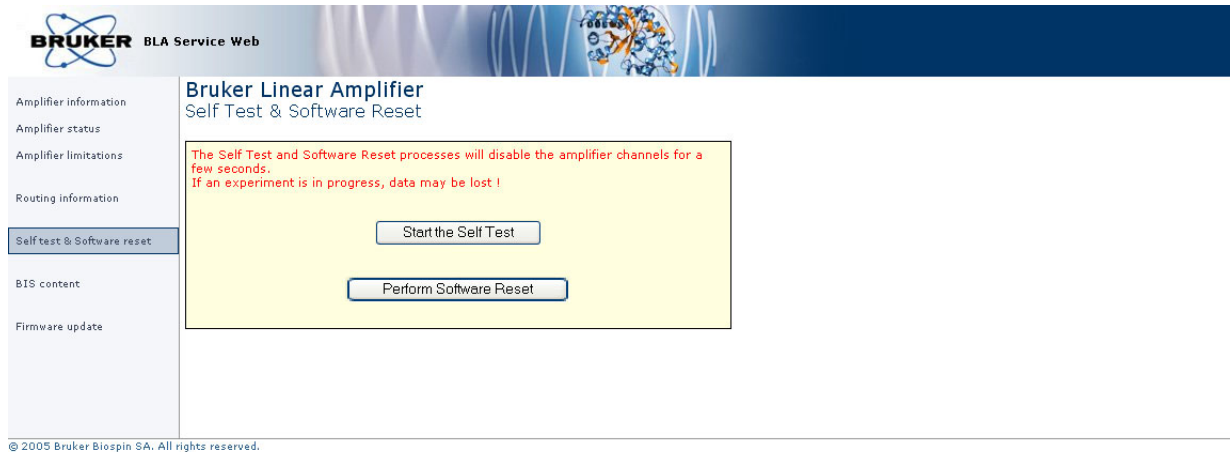 BRUKER BLA Service Web
Amplifier information
Amplifier status
Amplifier limitations
Routing information
Self test & Software reset
BIS content
Firmware update
Bruker Linear Amplifier
Self Test & Software Reset
The Self Test and Software Reset processes will disable the amplifier channels for a
few seconds.
If an experiment is in progress, data may be lost !
Start the Self Test
Perform Software Reset
© 2005 Bruker Biospin SA. All rights reserved.